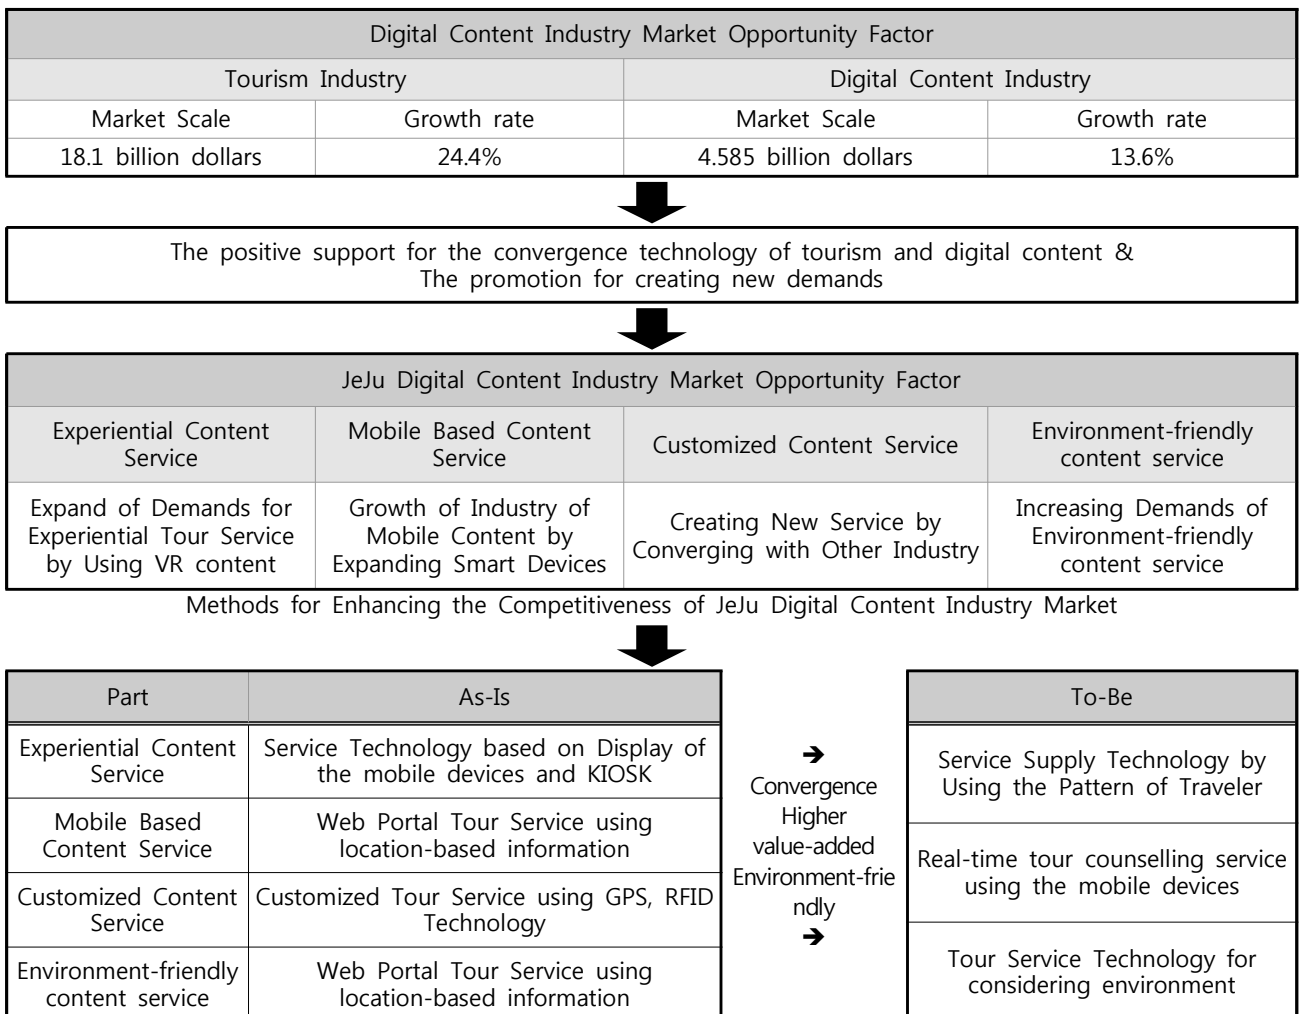 Digital Content Industry Market Opportunity Factor
Tourism Industry
Digital Content Industry
Market Scale
Growth rate
Market Scale
Growth rate
18.1 billion dollars
24.4%
4.585 billion dollars
13.6%
The positive support for the convergence technology of tourism and digital content &
The promotion for creating new demands
JeJu Digital Content Industry Market Opportunity Factor
Experiential Content
Service
Mobile Based Content
Service
Customized Content Service
Environment-friendly
content service
Expand of Demands for
Experiential Tour Service
by Using VR content
Growth of Industry of
Mobile Content by
Expanding Smart Devices
Creating New Service by
Converging with Other Industry
Increasing Demands of
Environment-friendly
content service
Methods for Enhancing the Competitiveness of JeJu Digital Content Industry Market
Part
As-Is
Experiential Content
Service
Service Technology based on Display of
the mobile devices and KIOSK
Mobile Based
Content Service
Web Portal Tour Service using
location-based information
Customized Content
Service
Customized Tour Service using GPS, RFID
Technology
Environment-friendly
content service
Web Portal Tour Service using
location-based information
➔
Convergence
Higher
value-added
Environment-frie
ndly
➔
To-Be
Service Supply Technology by
Using the Pattern of Traveler
Real-time tour counselling service
using the mobile devices
Tour Service Technology for
considering environment